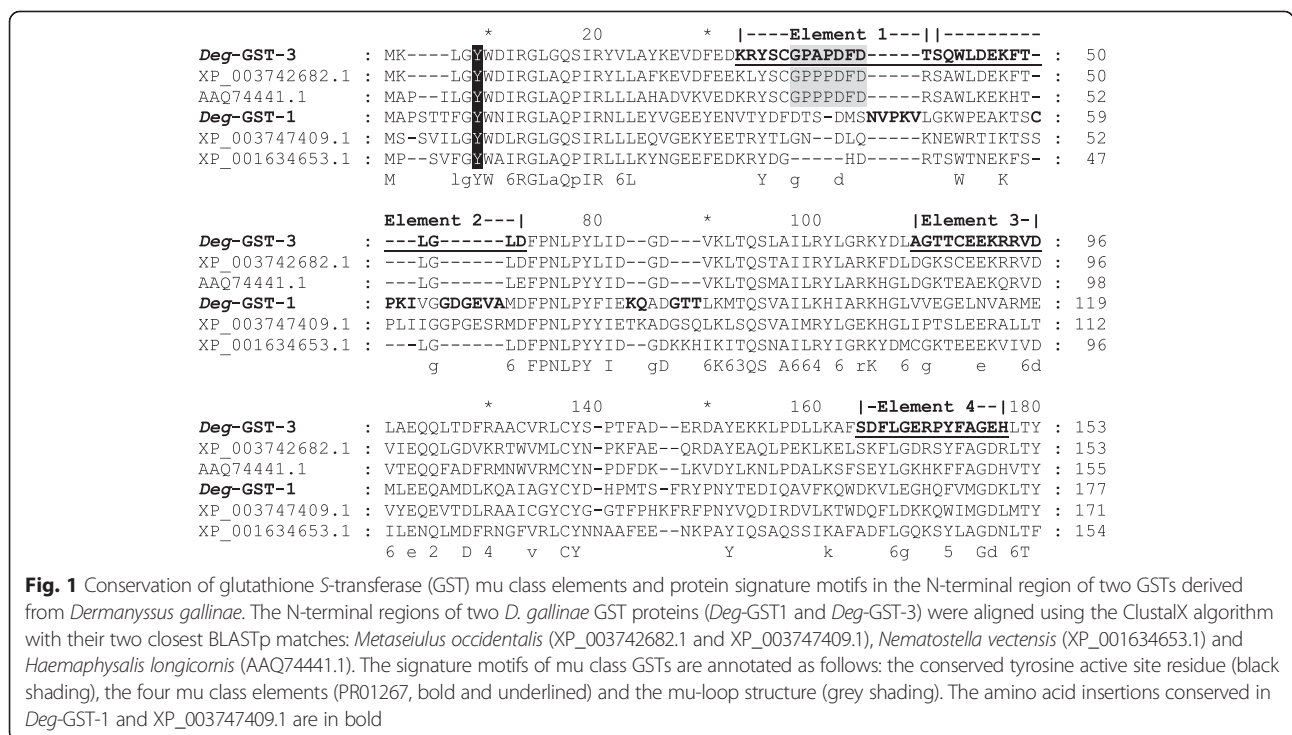 * 20 * |----Element 1---||---------
Deg-GST-3 : MK----LGYWDIRGLGQSIRYVLAYKEVDFEDKRYSCGPAPDFD-----TSQWLDEKFT- : 50
XP_003742682.1 : MK----LGYWDIRGLAQPIRYLLAFKEVDFEEKLYSCGPPPDFD-----RSAWLDEKFT- : 50
AAQ74441.1 : MAP--ILGYWDIRGLAQPIRLLLAHADVKVEDKRYSCGPPPDFD-----RSAWLKEKHT- : 52
Deg-GST-1 : MAPSTTFGYWNIRGLAQPIRNLLEYVGEEYENVTYDFDTS-DMSNVPKVLGKWPEAKTSC : 59
XP_003747409.1 : MS-SVILGYWDLRGLGQSIRLLLEQVGEKYEETRYTLGN-DLQ-----KNEWRTIKTSS : 52
XP_001634653.1 : MP--SVFGYWAIRGLAQPIRLLLKYNGEEFEDKRYDG-----HD-----RTSWTNEKFS- : 47
M lgYW 6RGLaQpIR 6L Y g d W K
Element 2---| 80 * 100 |-Element 3-|
Deg-GST-3 : ---LG------LDFPNLPYLID--GD---VKLTQSLAILRYLGRKYDLAGTTCEEKRRVD : 96
XP_003742682.1 : ---LG------LDFPNLPYLID--GD---VKLTQSTAIIRYLARKFDLDGKSCEEKRRVD : 96
AAQ74441.1 : ---LG------LEFPNLPYLID--GD---VKLTQSMAILRYLARKHGLDGKTEAEKQRVD : 98
Deg-GST-1 : PKIVGGDGEVAMDFPNLPYFIEKQADGTTLKMTQSVAILKHIARKHGLVVEGELNVARME : 119
XP_003747409.1 : PLIIGGPGESRMDFPNLPYYIETKADGSQLKLSQSVAIMRYLGEKHGLIPTSLEERALLT : 112
XP_001634653.1 : ---LG------LDFPNLPYYID--GDKKHIKITQSNAILRYIGRKYDMCGKTEEEKVIVD : 96
g 6 FPNLPY I gD 6K63QS A664 6 rK 6 g e 6d
* 140 * 160 |-Element 4--|180
Deg-GST-3 : LAEQQLTDFRAACVRLCYS-PTFAD--ERDAYEKKLPDLLKAFSDFLGERPYFAGEHLTY : 153
XP_003742682.1 : VIEQQLGDVKRTWVMLCYN-PKFAE--QRDAYEAQLPEKLKELSKFLGDRSYFAGDRLTY : 153
AAQ74441.1 : VTEQQFADFRMNWVRMCYN-PDFDK--LKVDYLKNLPDALKSFSEYLGKHKFFAGDHVTY : 155
Deg-GST-1 : MLEEQAMDLKQAIAGYCYD-HPMTS-FRYPNYTEDIQAVFKQWDKVLEGHQFVMGDKLTY : 177
XP_003747409.1 : VYEQEVTDLRAAICGYCYG-GTFPHKFRFPNYVQDIRDVLKTWDQFLDKKQWIMGDLMTY : 171
XP_001634653.1 : ILENQLMDFRNGFVRLCYNNAAFEE--NKPAYIQSAQSSIKAFADFLGQKSYLAGDNLTF : 154
6 e 2 D 4 v CY Y k 6g 5 Gd 6T
Fig. 1 Conservation of glutathione S-transferase (GST) mu class elements and protein signature motifs in the N-terminal region of two GSTs derived
from Dermanyssus gallinae. The N-terminal regions of two D. gallinae GST proteins (Deg-GST1 and Deg-GST-3) were aligned using the ClustalX algorithm
with their two closest BLASTp matches: Metaseiulus occidentalis (XP_003742682.1 and XP_003747409.1), Nematostella vectensis (XP_001634653.1) and
Haemaphysalis longicornis (AAQ74441.1). The signature motifs of mu class GSTs are annotated as follows: the conserved tyrosine active site residue (black
shading), the four mu class elements (PR01267, bold and underlined) and the mu-loop structure (grey shading). The amino acid insertions conserved in
Deg-GST-1 and XP_003747409.1 are in bold